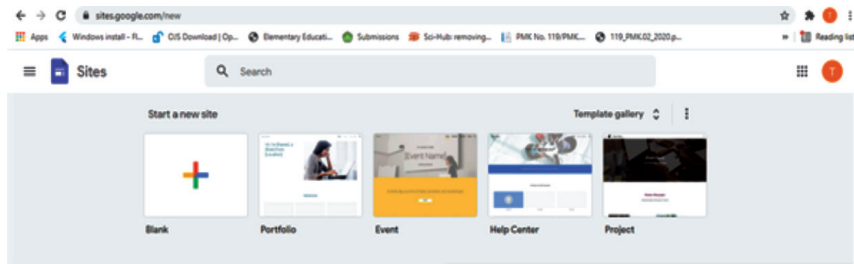 sites.google.com/new
Apps Windows install - Fl... OJS Download | Op... Elementary Educati... Submissions Sci-Hub: removing... PMK No. 119/PMK... 119_PMK.02_2020.p... » Reading list
Sites Search T
Start a new site Template gallery
[Event Name]
Blank Portfolio Event Help Center Project